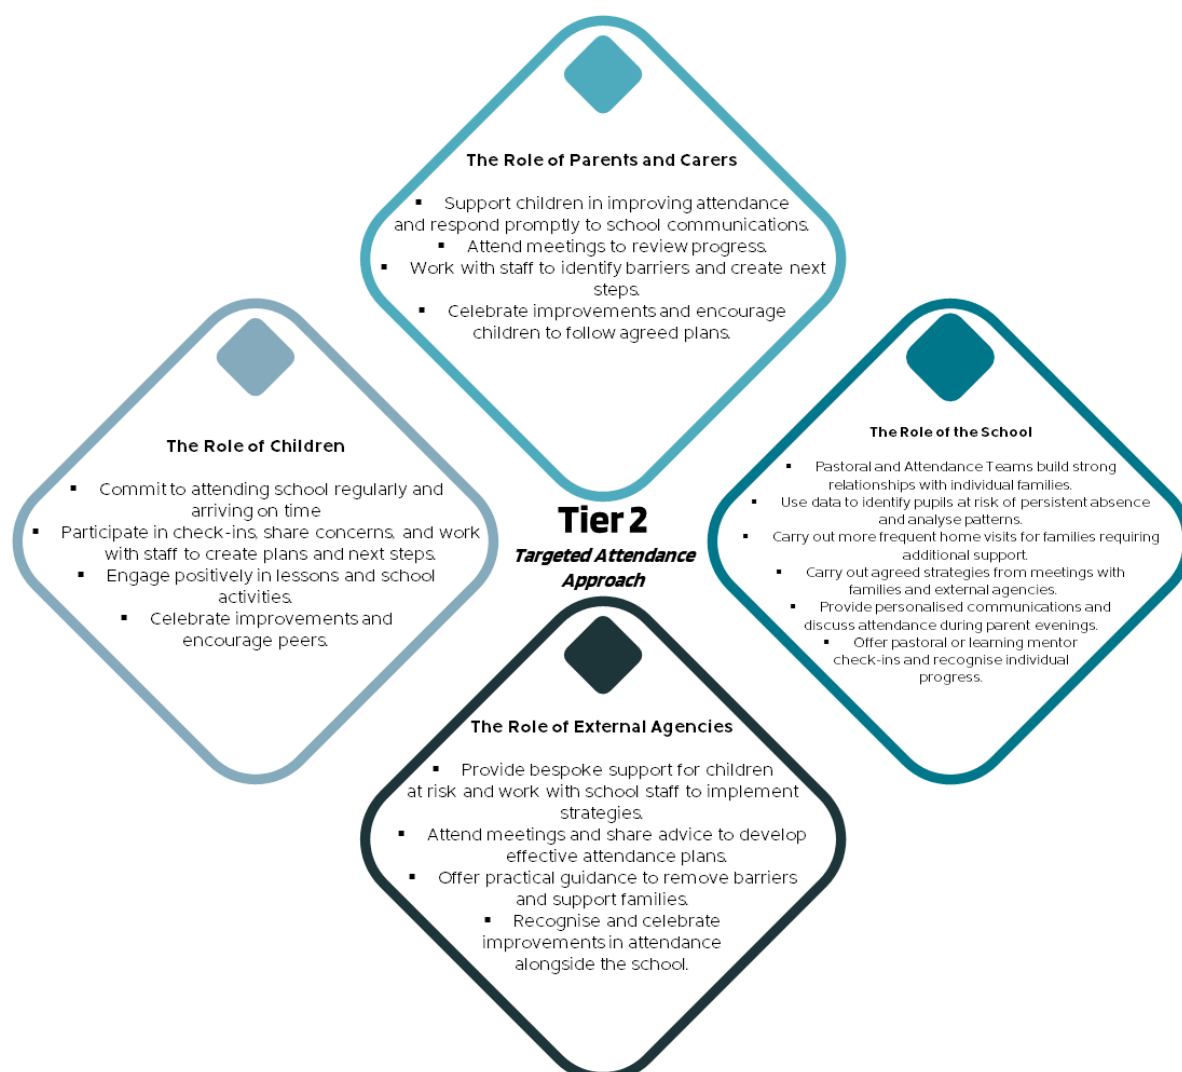 The Role of Parents and Carers
▪ Support children in improving attendance
and respond promptly to school communications.
▪ Attend meetings to review progress.
▪ Work with staff to identify barriers and create next
steps.
▪ Celebrate improvements and encourage
children to follow agreed plans.
The Role of Children
▪ Commit to attending school regularly and
arriving on time
▪ Participate in check-ins, share concerns, and work
with staff to create plans and next steps.
▪ Engage positively in lessons and school
activities.
▪ Celebrate improvements and
encourage peers.
Tier 2
Targeted Attendance
Approach
The Role of the School
▪ Pastoral and Attendance Teams build strong
relationships with individual families.
▪ Use data to identify pupils at risk of persistent absence
and analyse patterns.
▪ Carry out more frequent home visits for families requiring
additional support.
▪ Carry out agreed strategies from meetings with
families and external agencies.
▪ Provide personalised communications and
discuss attendance during parent evenings.
▪ Offer pastoral or learning mentor
check-ins and recognise individual
progress.
The Role of External Agencies
▪ Provide bespoke support for children
at risk and work with school staff to implement
strategies.
▪ Attend meetings and share advice to develop
effective attendance plans.
▪ Offer practical guidance to remove barriers
and support families.
▪ Recognise and celebrate
improvements in attendance
alongside the school.